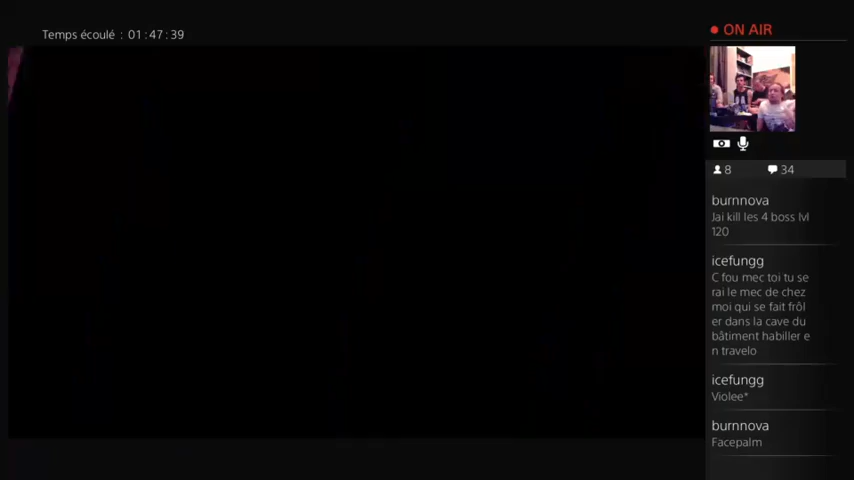 Temps écoulé : 01:47:39
ON AIR
8
34
burnnova
Jai kill les 4 boss lvl
120
icefungg
C fou mec toi tu se
rai le mec de chez
moi qui se fait frôl
er dans la cave du
bâtiment habiller e
n travelo
icefungg
Violee*
burnnova
Facepalm